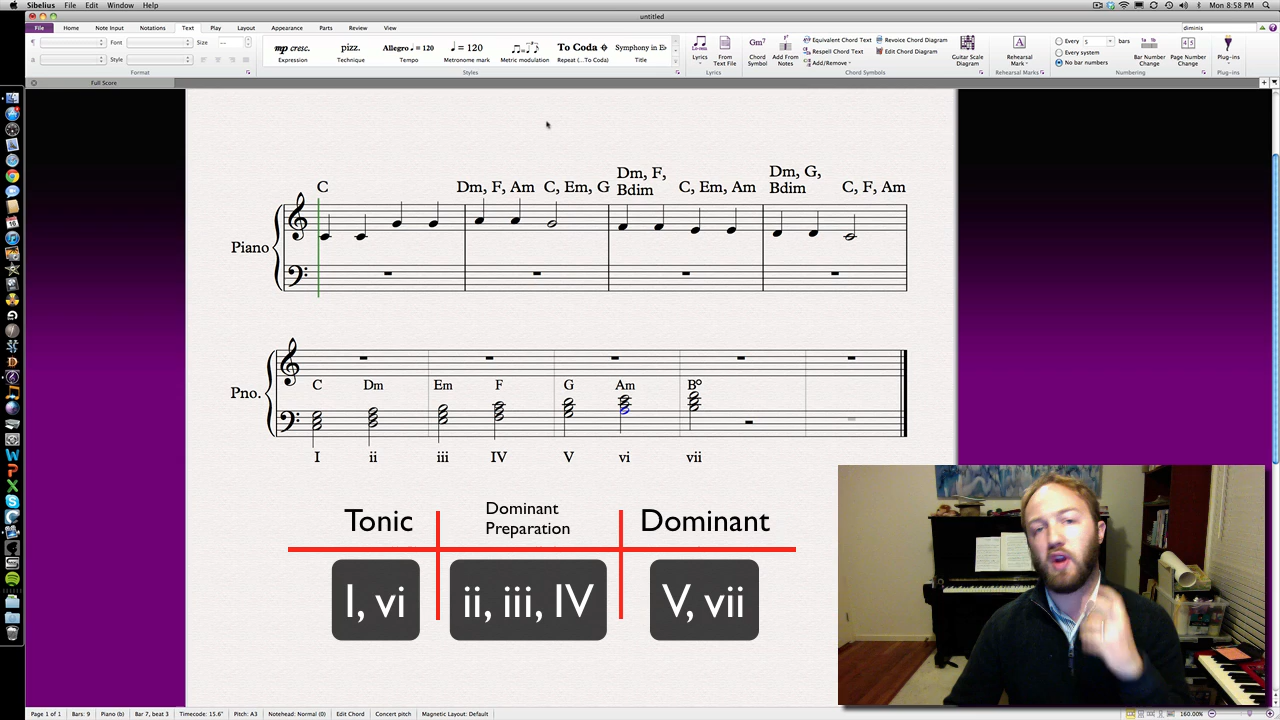 Sibelius File Edit Window Help
Mon 8:58 PM
untitled
File Home Note Input Notations Text Play Layout Appearance Parts Review View
diminis
Font Size
Style
Format
mp cresc.
Expression
pizz.
Technique
Allegro ♩ = 120
Tempo
♩ = 120
Metronome mark
Metric modulation
To Coda
Repeat (...To Coda)
Symphony in E♭
Title
Styles
Lyrics
From Text File
Lyrics
Gm⁷
Chord Symbol
Add From Notes
Equivalent Chord Text
Respell Chord Text
Add/Remove
Revoice Chord Diagram
Edit Chord Diagram
Guitar Scale Diagram
Chord Symbols
A
Rehearsal Mark
Rehearsal Marks
Every 5 bars
Every system
No bar numbers
Bar Number Change
Page Number Change
Numbering
Plug-ins
Plug-ins
Full Score
C Dm, F, Am C, Em, G Dm, F, Bdim C, Em, Am Dm, G, Bdim C, F, Am
Piano
Pno.
C Dm Em F G Am B°
I ii iii IV V vi vii
Tonic Dominant Preparation Dominant
I, vi ii, iii, IV V, vii
Page 1 of 1 Bars: 9 Piano (b) Bar 7, beat 3 Timecode: 15.6" Pitch: A3 Notehead: Normal (0) Edit Chord Concert pitch Magnetic Layout: Default
160.00%